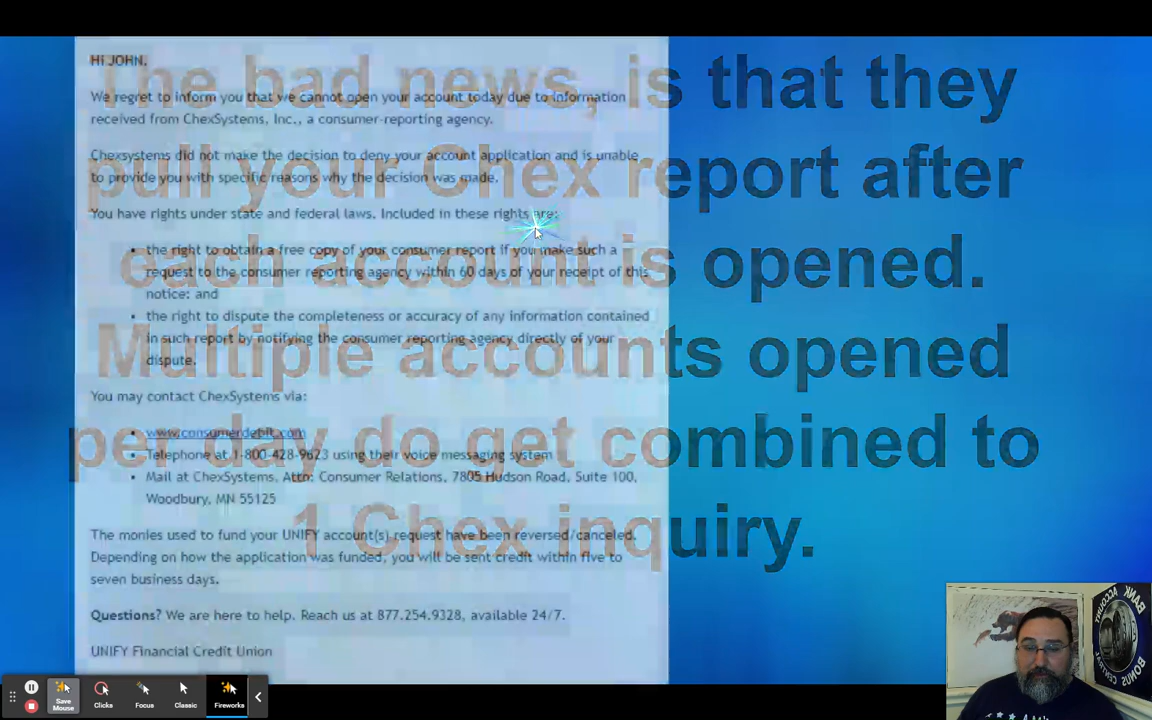 Hi JOHN,
We regret to inform you that we cannot open your account today due to information
received from ChexSystems, Inc., a consumer-reporting agency.
Chexsystems did not make the decision to deny your account application and is unable
to provide you with specific reasons why the decision was made.
You have rights under state and federal laws. Included in these rights are:
• the right to obtain a free copy of your consumer report if you make such a
request to the consumer reporting agency within 60 days of your receipt of this
notice: and
• the right to dispute the completeness or accuracy of any information contained
in such report by notifying the consumer reporting agency directly of your
dispute.
You may contact ChexSystems via:
• www.consumerdebit.com
• Telephone at 1-800-428-9623 using their voice messaging system
• Mail at ChexSystems, Attn: Consumer Relations, 7805 Hudson Road, Suite 100,
Woodbury, MN 55125
The monies used to fund your UNIFY account(s) request have been reversed/canceled.
Depending on how the application was funded, you will be sent credit within five to
seven business days.
Questions? We are here to help. Reach us at 877.254.9328, available 24/7.
UNIFY Financial Credit Union
The bad news, is that they
pull your Chex report after
each account is opened.
Multiple accounts opened
per day do get combined to
1 Chex inquiry.
BANK ACCOUNT
BONUS CENTRAL
Save
Mouse
Clicks
Focus
Classic
Fireworks